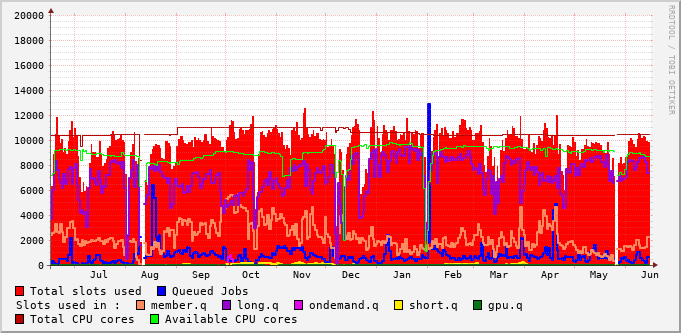 RRDTOOL / TOBI OETIKER
20000
18000
16000
14000
12000
10000
8000
6000
4000
2000
0
Jul Aug Sep Oct Nov Dec Jan Feb Mar Apr May Jun
Total slots used Queued Jobs
Slots used in : member.q long.q ondemand.q short.q gpu.q
Total CPU cores Available CPU cores